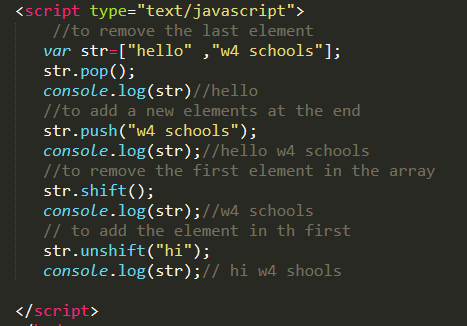 <script type="text/javascript">
//to remove the last element
var str=["hello" ,"w4 schools"];
str.pop();
console.log(str)//hello
//to add a new elements at the end
str.push("w4 schools");
console.log(str);//hello w4 schools
//to remove the first element in the array
str.shift();
console.log(str);//w4 schools
// to add the element in th first
str.unshift("hi");
console.log(str);// hi w4 shools
</script>